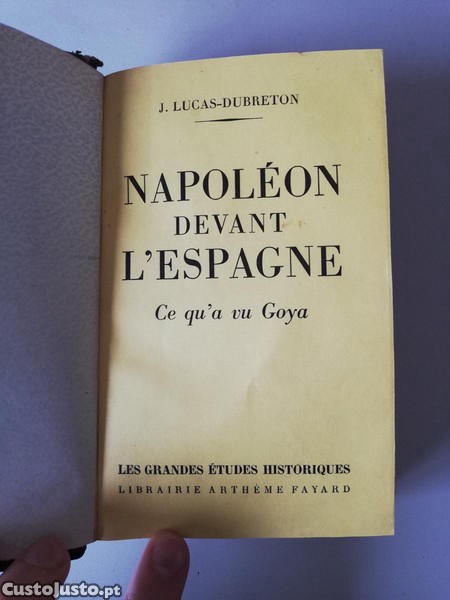 J. LUCAS-DUBRETON
NAPOLÉON
DEVANT
L'ESPAGNE
Ce qu'a vu Goya
LES GRANDES ÉTUDES HISTORIQUES
LIBRAIRIE ARTHÈME FAYARD
CustoJusto.pt